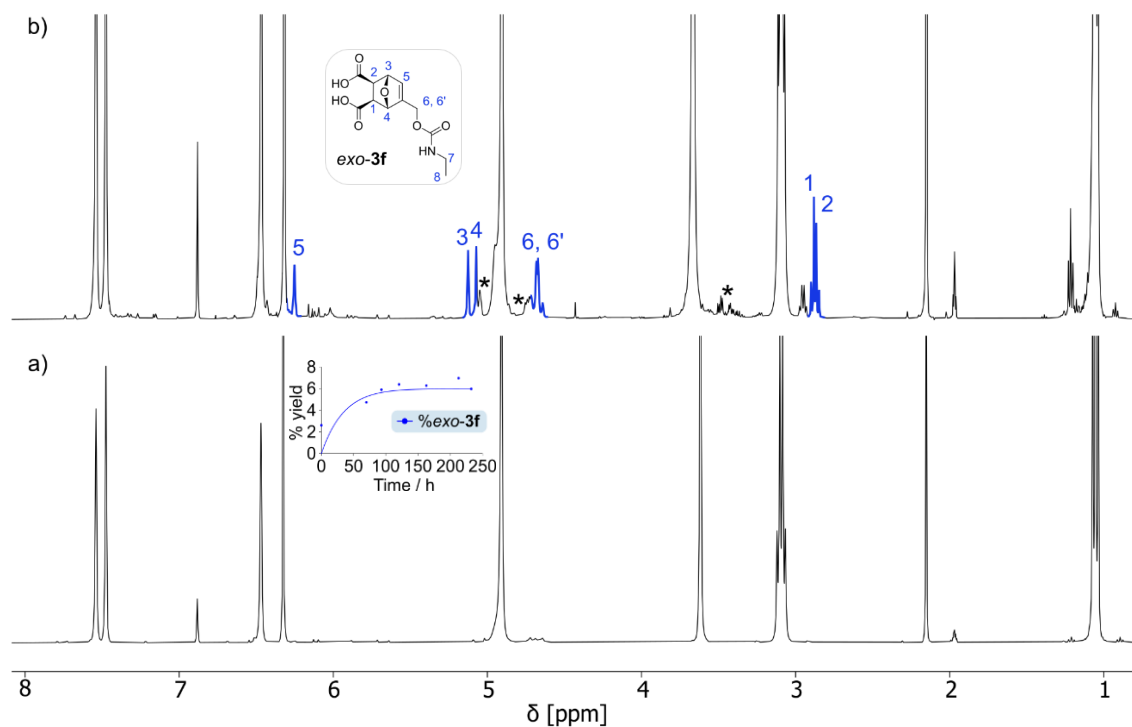 b)
O
3
2
5
HO
O
6, 6'
HO
1
4
O
O
O
HN
7
8
exo-3f
1
2
3
4
5
6, 6'
*
*
*
a)
8
6
4
2
0
% yield
%exo-3f
0 50 100 150 200 250
Time / h
8 7 6 5 4 3 2 1
δ [ppm]